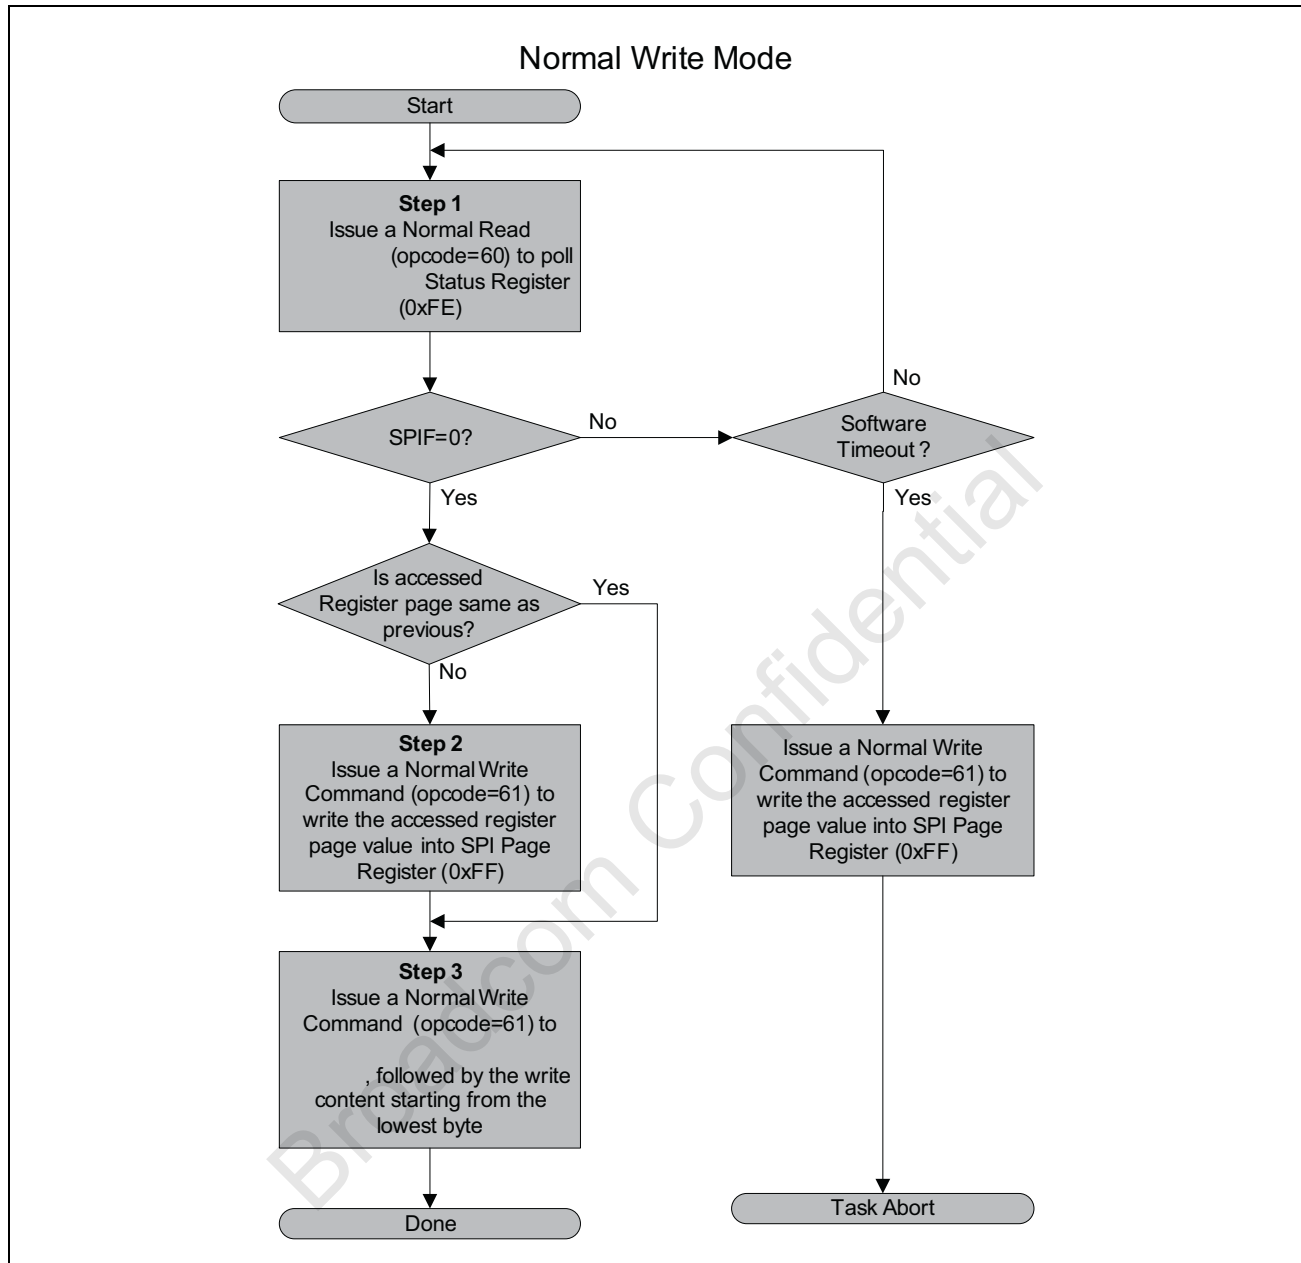 Normal Write Mode
Start
Step 1
Issue a Normal Read
(opcode=60) to poll
Status Register
(0xFE)
No
SPIF=0?
No
Software
Timeout ?
Yes
Yes
Is accessed
Register page same as
previous?
Yes
No
Step 2
Issue a Normal Write
Command (opcode=61) to
write the accessed register
page value into SPI Page
Register (0xFF)
Issue a Normal Write
Command (opcode=61) to
write the accessed register
page value into SPI Page
Register (0xFF)
Step 3
Issue a Normal Write
Command (opcode=61) to
, followed by the write
content starting from the
lowest byte
Done
Task Abort
Broadcom Confidential